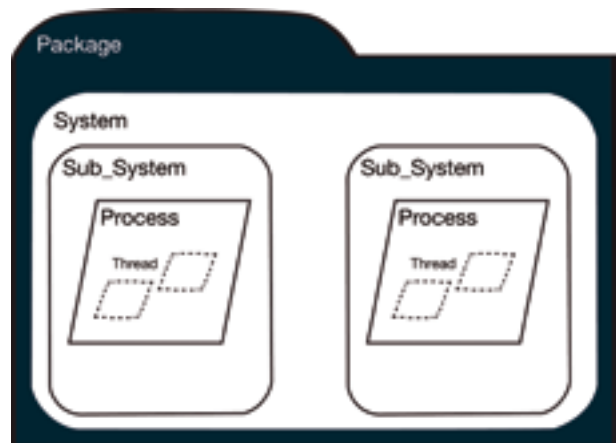 Package
System
Sub_System
Sub_System
Process
Process
Thread
Thread